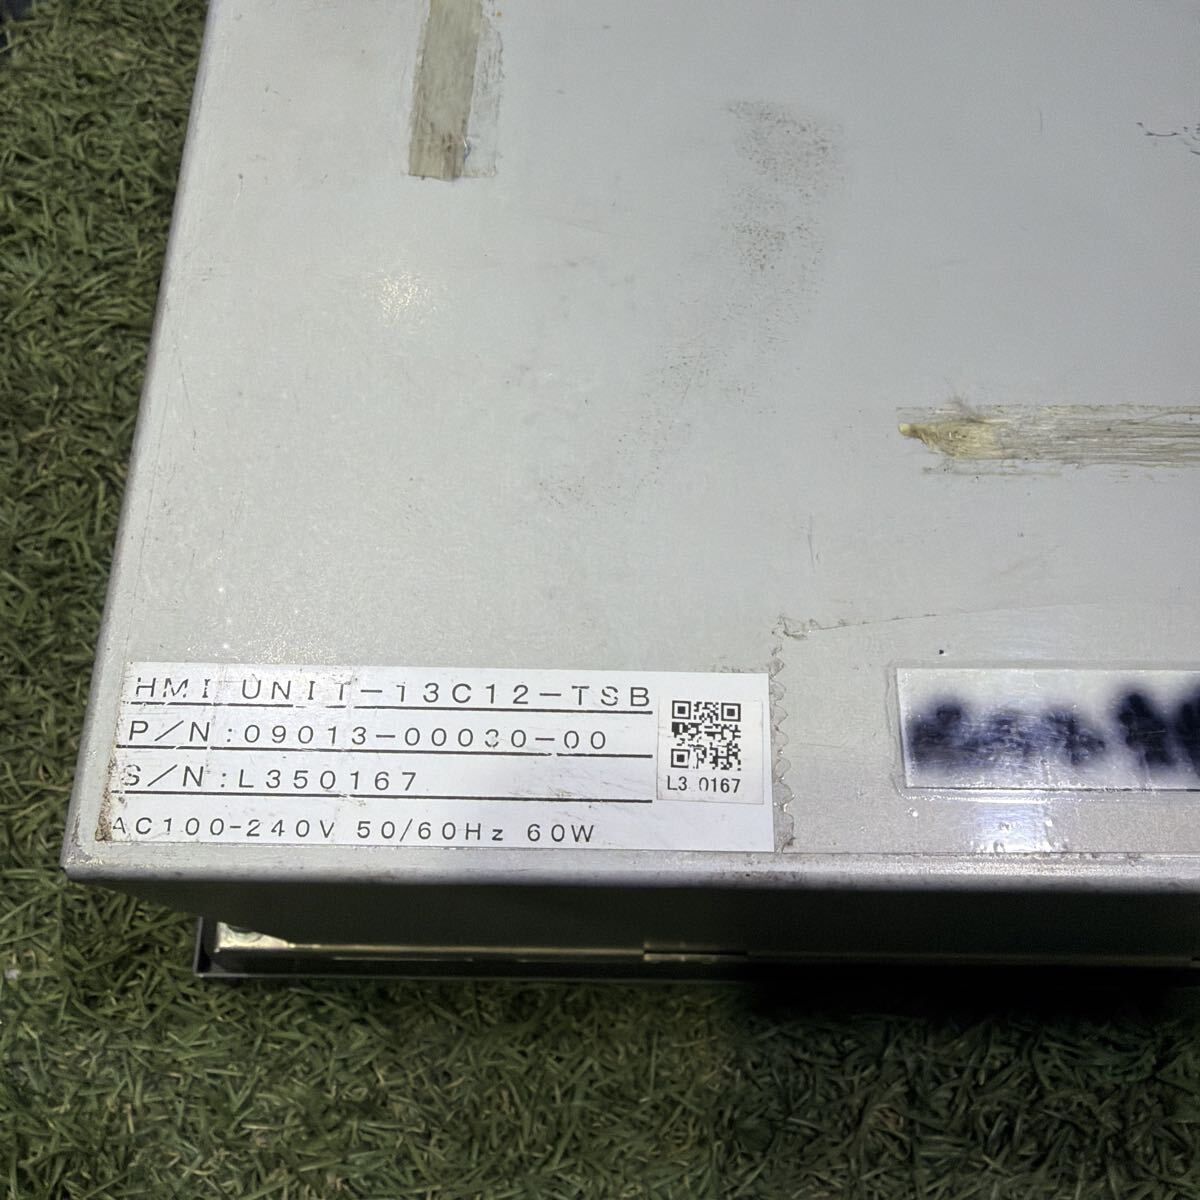 HMI UNIT-13C12-TSB
P/N:09013-00030-00
S/N:L350167
L3 0167
AC100-240V 50/60Hz 60W